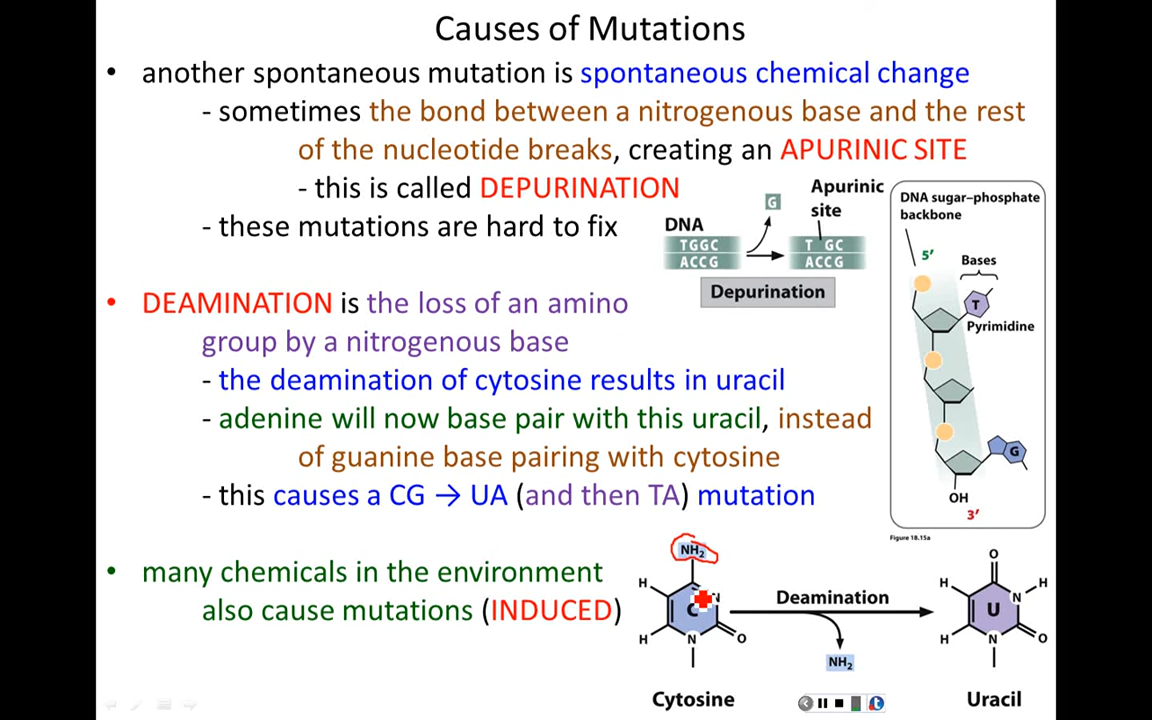 Causes of Mutations
• another spontaneous mutation is spontaneous chemical change
- sometimes the bond between a nitrogenous base and the rest
of the nucleotide breaks, creating an APURINIC SITE
- this is called DEPURINATION
- these mutations are hard to fix
DNA
TGGC
ACCG
G
Apurinic
site
T GC
ACCG
Depurination
DNA sugar–phosphate
backbone
5′
Bases
T
Pyrimidine
G
OH
3′
Figure 18.15a
• DEAMINATION is the loss of an amino
group by a nitrogenous base
- the deamination of cytosine results in uracil
- adenine will now base pair with this uracil, instead
of guanine base pairing with cytosine
- this causes a CG → UA (and then TA) mutation
• many chemicals in the environment
also cause mutations (INDUCED)
NH₂
H
C
H
N
O
Cytosine
Deamination
NH₂
O
H
N
H
U
H
N
O
Uracil